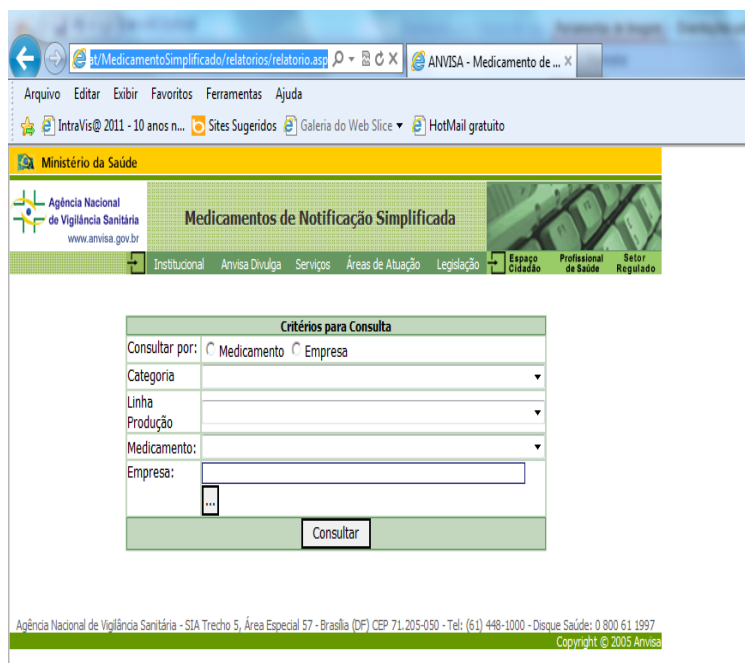 at/MedicamentoSimplificado/relatorios/relatorio.asp
ANVISA - Medicamento de ...
Arquivo Editar Exibir Favoritos Ferramentas Ajuda
IntraVis@ 2011 - 10 anos n... Sites Sugeridos Galeria do Web Slice HotMail gratuito
Ministério da Saúde
Agência Nacional
de Vigilância Sanitária
www.anvisa.gov.br
Medicamentos de Notificação Simplificada
Institucional Anvisa Divulga Serviços Áreas de Atuação Legislação Espaço Cidadão Profissional de Saúde Setor Regulado
Critérios para Consulta
Consultar por: Medicamento Empresa
Categoria
Linha
Produção
Medicamento:
Empresa:
...
Consultar
Agência Nacional de Vigilância Sanitária - SIA Trecho 5, Área Especial 57 - Brasília (DF) CEP 71.205-050 - Tel: (61) 448-1000 - Disque Saúde: 0 800 61 1997
Copyright © 2005 Anvisa